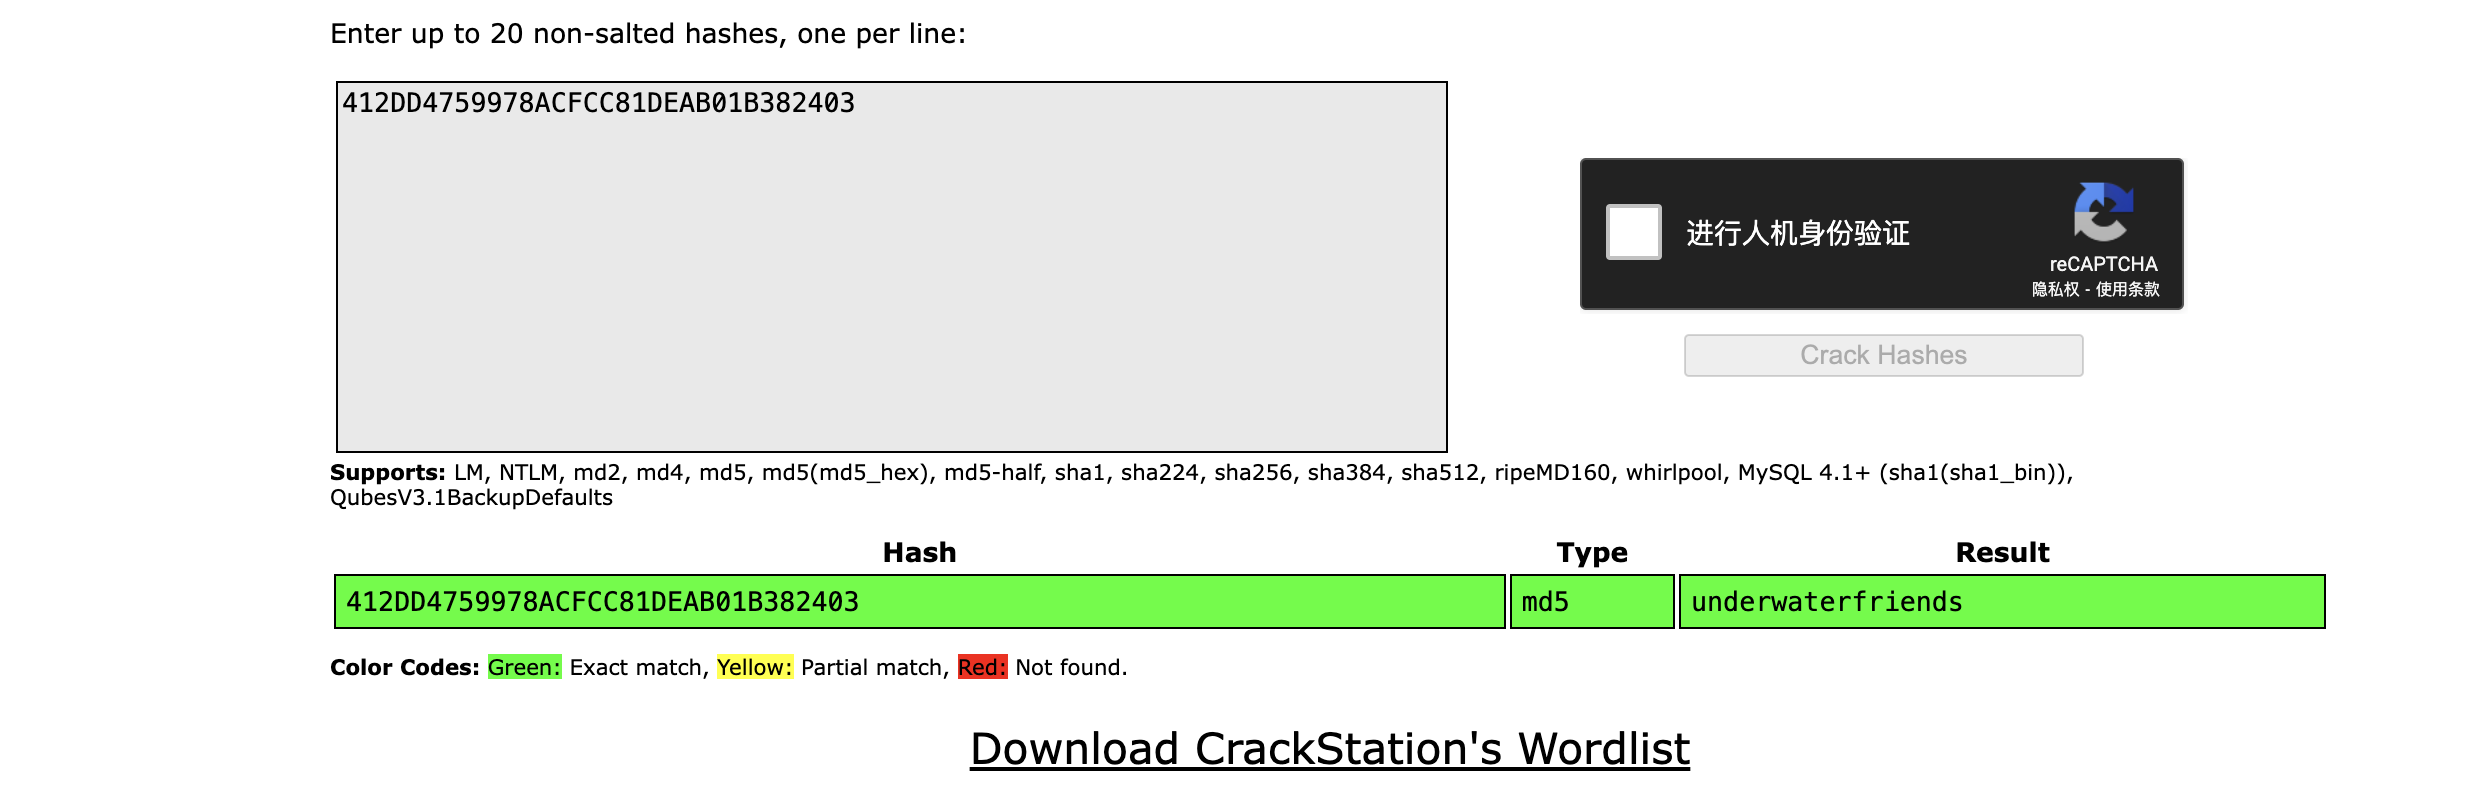 Enter up to 20 non-salted hashes, one per line:
412DD4759978ACFCC81DEAB01B382403
进行人机身份验证
reCAPTCHA
隐私权 - 使用条款
Crack Hashes
Supports: LM, NTLM, md2, md4, md5, md5(md5_hex), md5-half, sha1, sha224, sha256, sha384, sha512, ripeMD160, whirlpool, MySQL 4.1+ (sha1(sha1_bin)),
QubesV3.1BackupDefaults
Hash Type Result
412DD4759978ACFCC81DEAB01B382403 md5 underwaterfriends
Color Codes: Green: Exact match, Yellow: Partial match, Red: Not found.
Download CrackStation's Wordlist